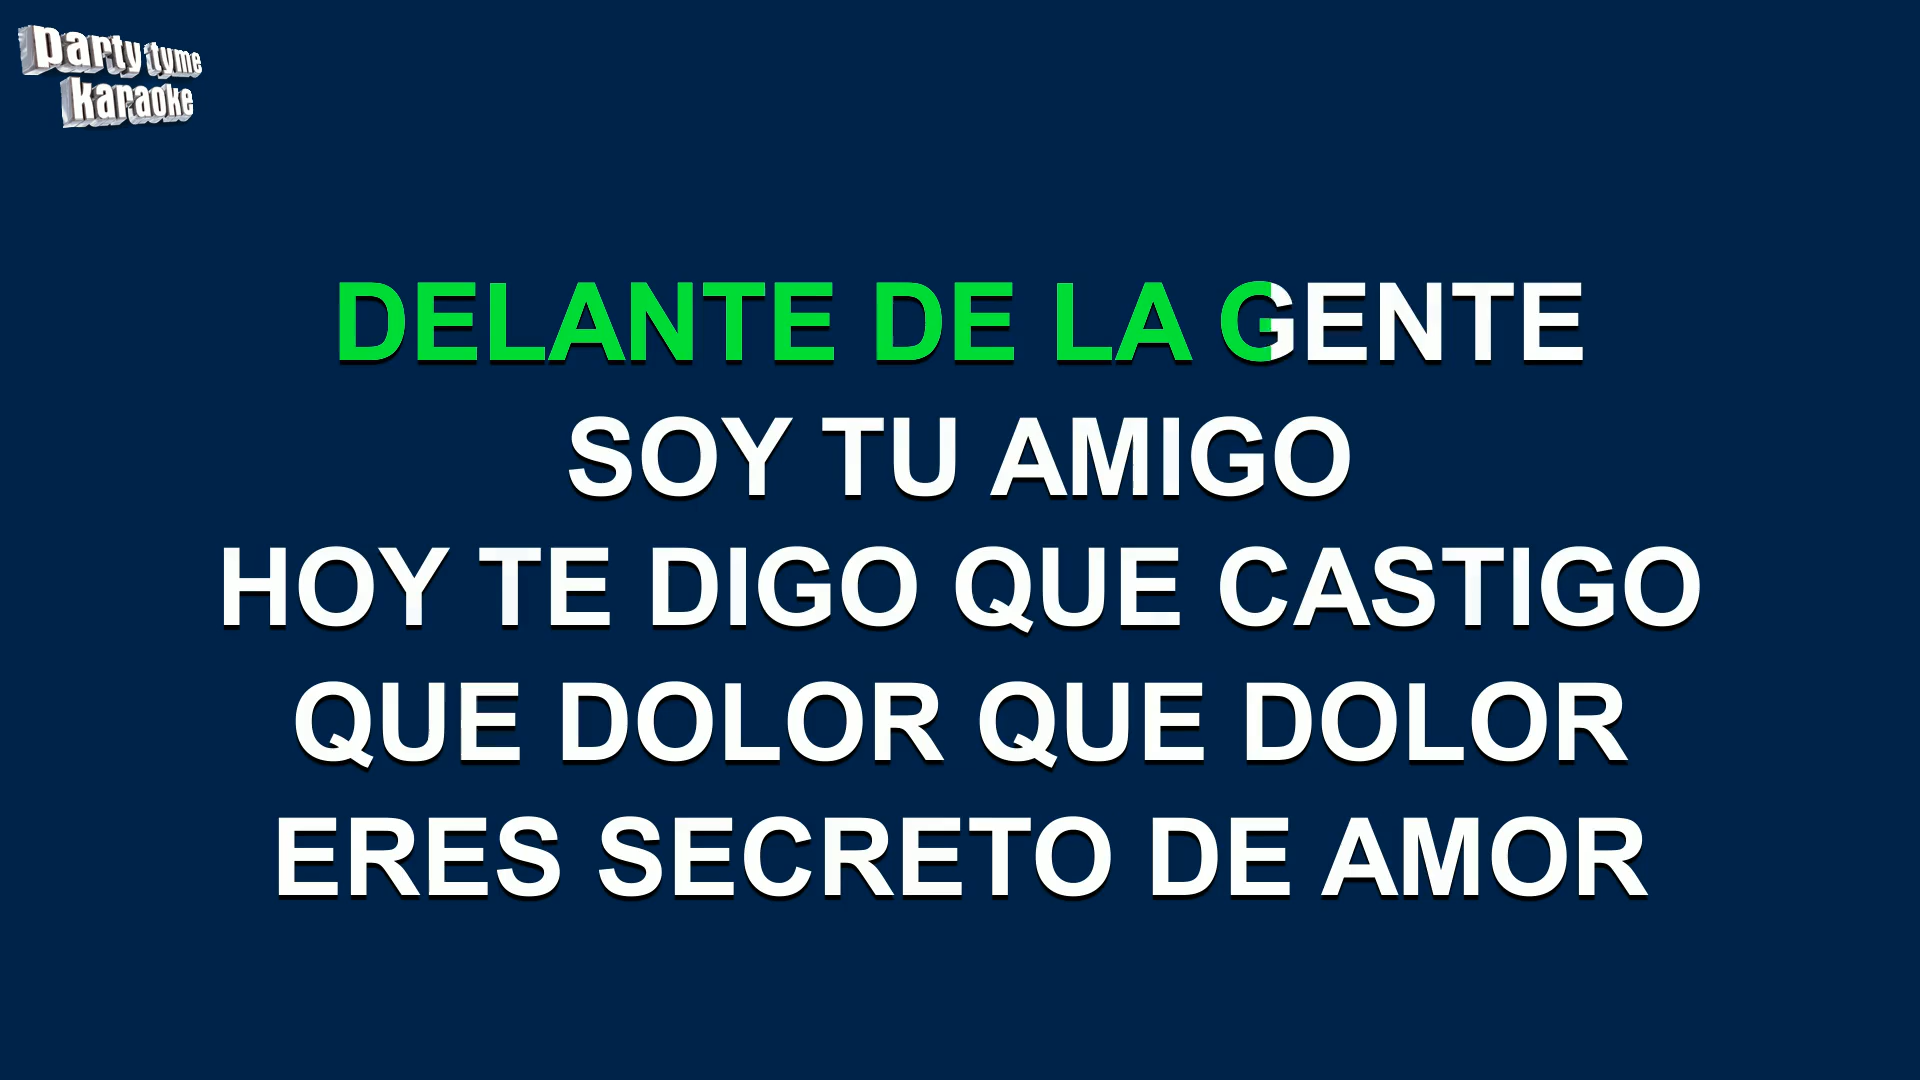 party tyme
karaoke
DELANTE DE LA GENTE
SOY TU AMIGO
HOY TE DIGO QUE CASTIGO
QUE DOLOR QUE DOLOR
ERES SECRETO DE AMOR